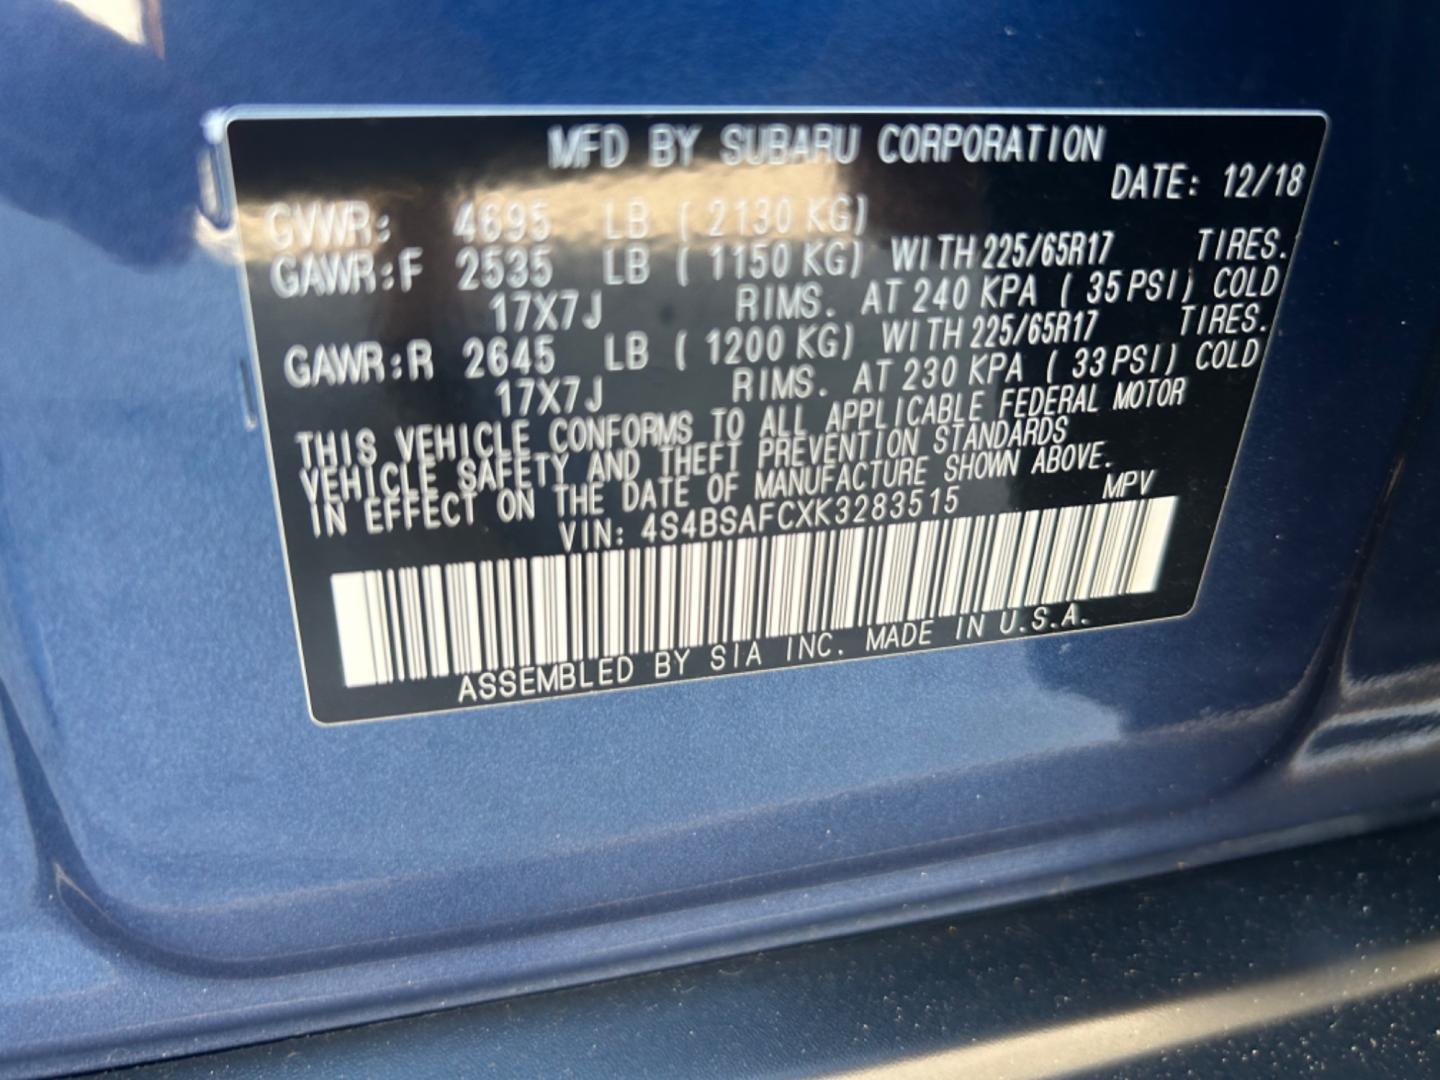 MFD BY SUBARU CORPORATION
DATE: 12/18
GVWR: 4695 LB ( 2130 KG)
GAWR:F 2535 LB ( 1150 KG) WITH 225/65R17 TIRES.
17X7J RIMS. AT 240 KPA ( 35 PSI) COLD
GAWR:R 2645 LB ( 1200 KG) WITH 225/65R17 TIRES.
17X7J RIMS. AT 230 KPA ( 33 PSI) COLD
THIS VEHICLE CONFORMS TO ALL APPLICABLE FEDERAL MOTOR
VEHICLE SAFETY AND THEFT PREVENTION STANDARDS
IN EFFECT ON THE DATE OF MANUFACTURE SHOWN ABOVE.
VIN: 4S4BSAFCXK3283515 MPV
ASSEMBLED BY SIA INC. MADE IN U.S.A.